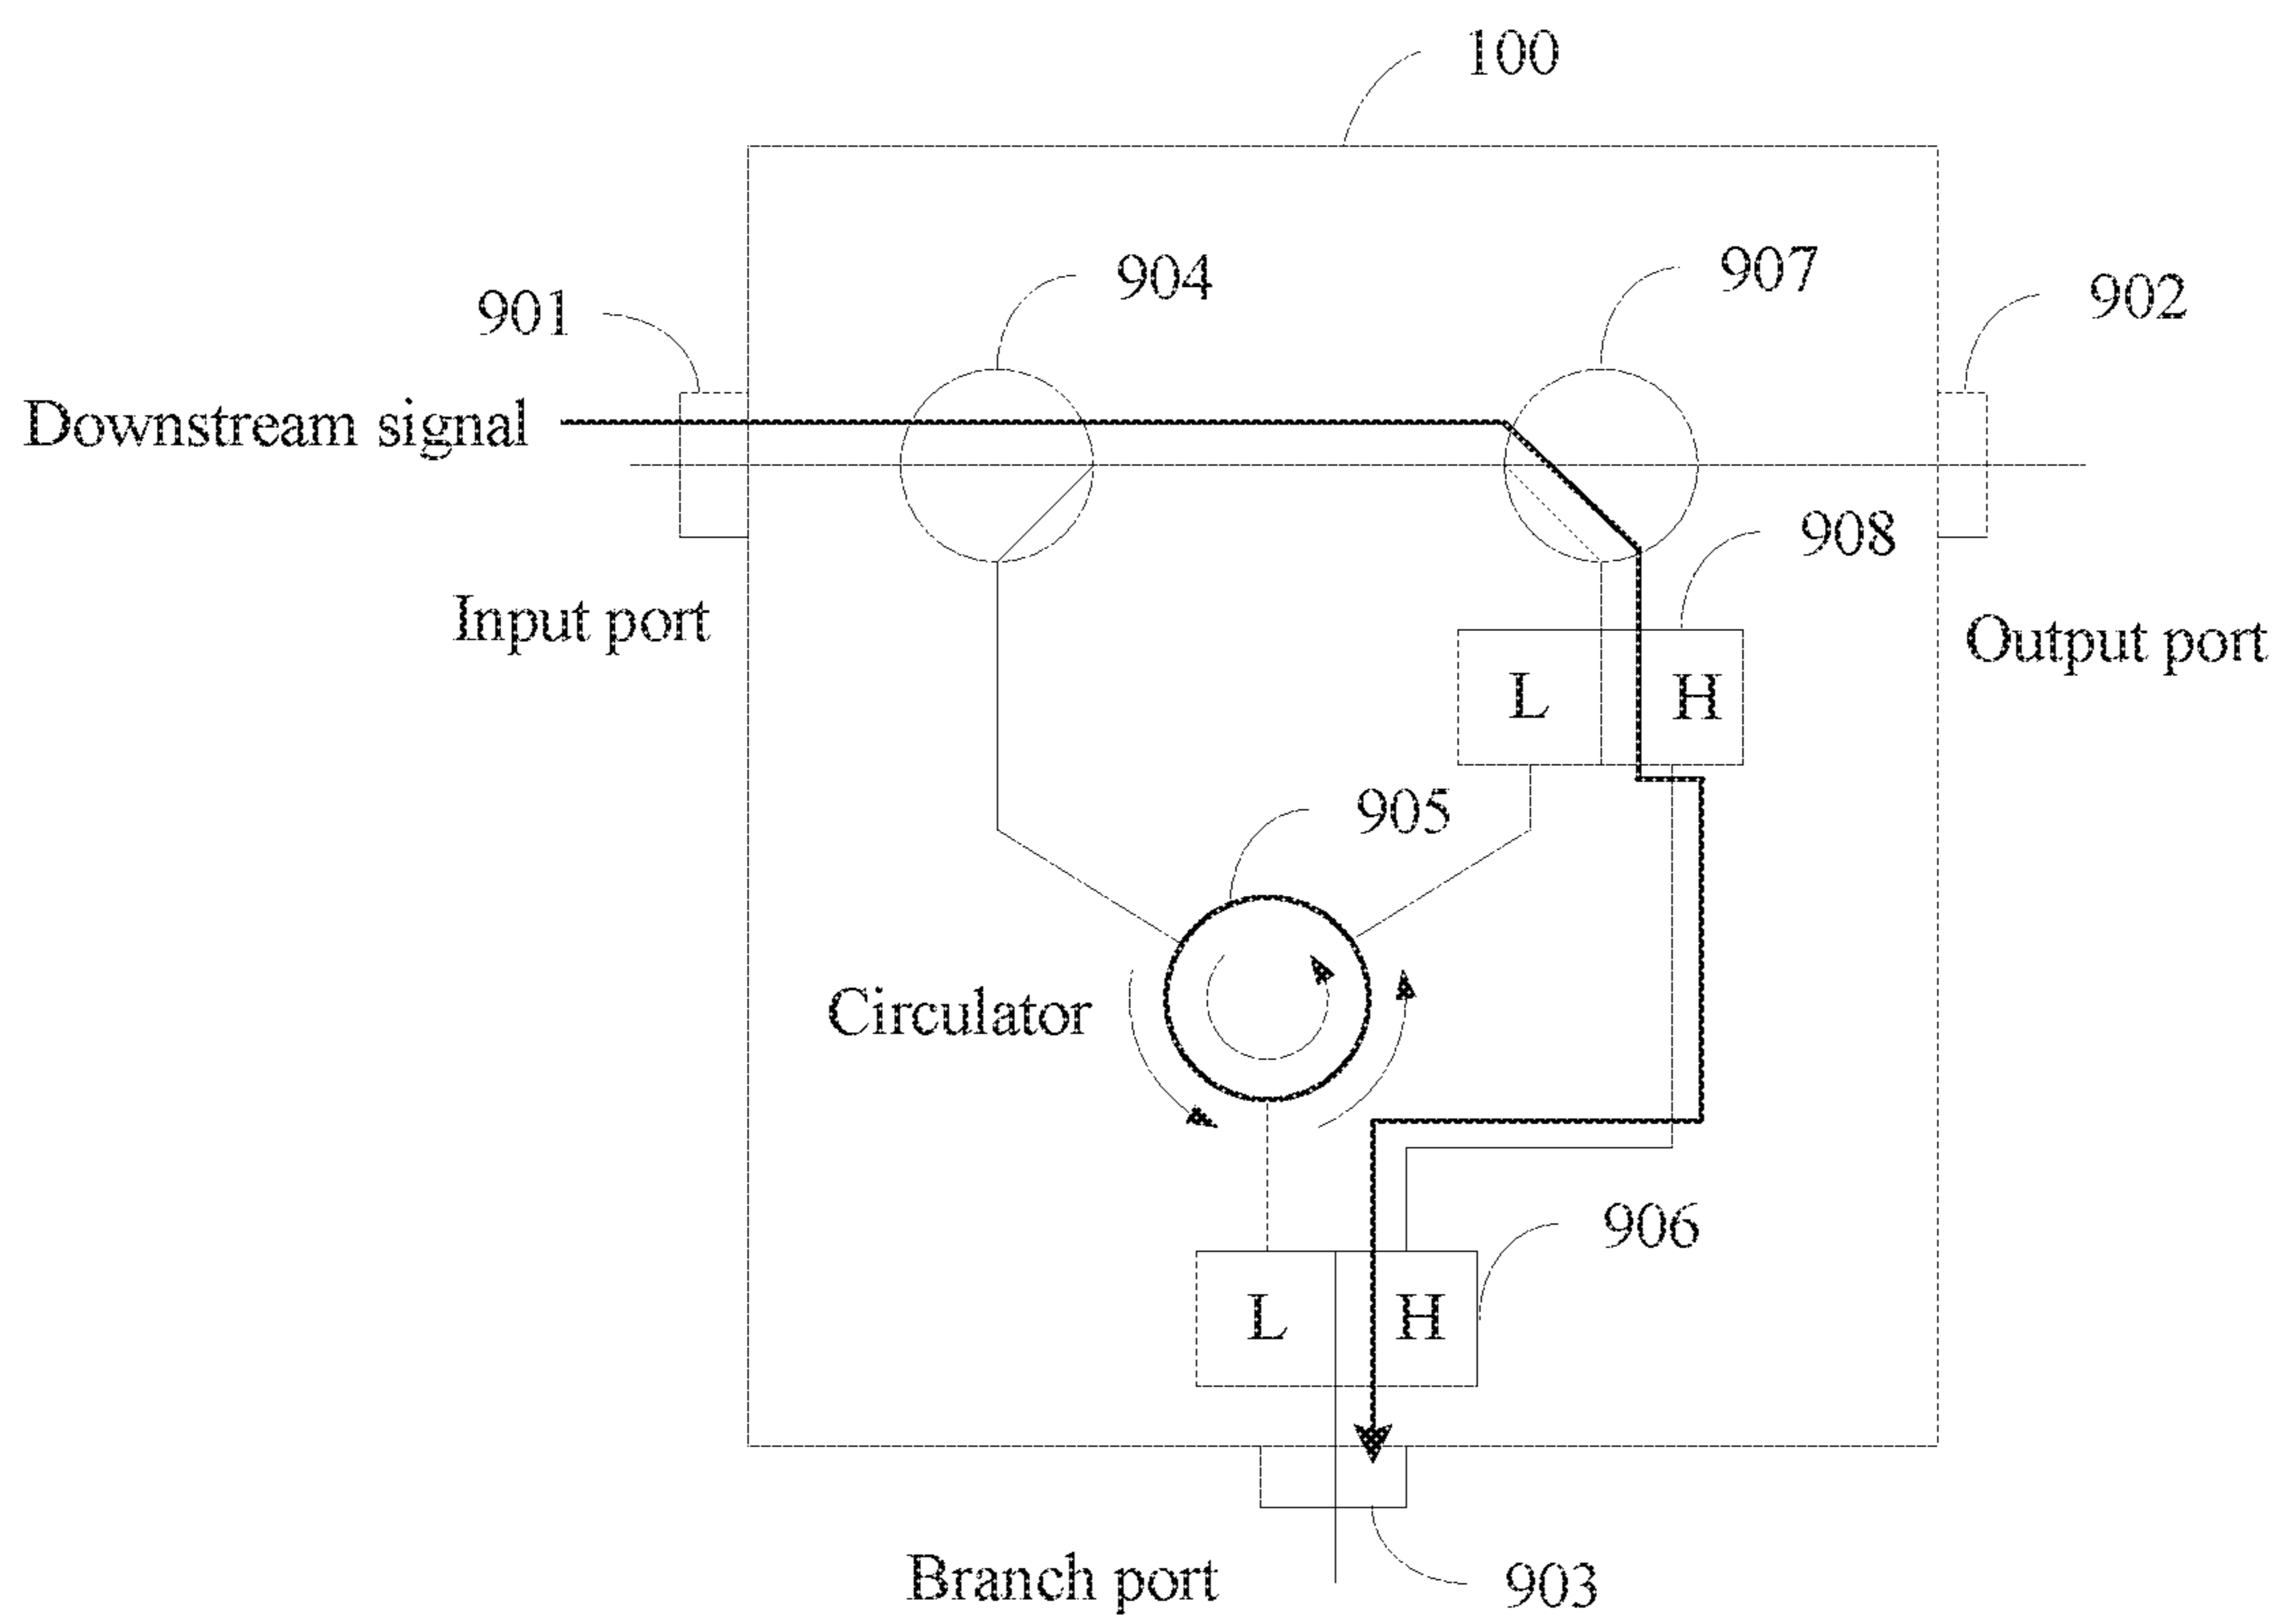 100
904
907
901
902
Downstream signal
908
Input port
Output port
L
H
905
Circulator
906
L
H
Branch port
903